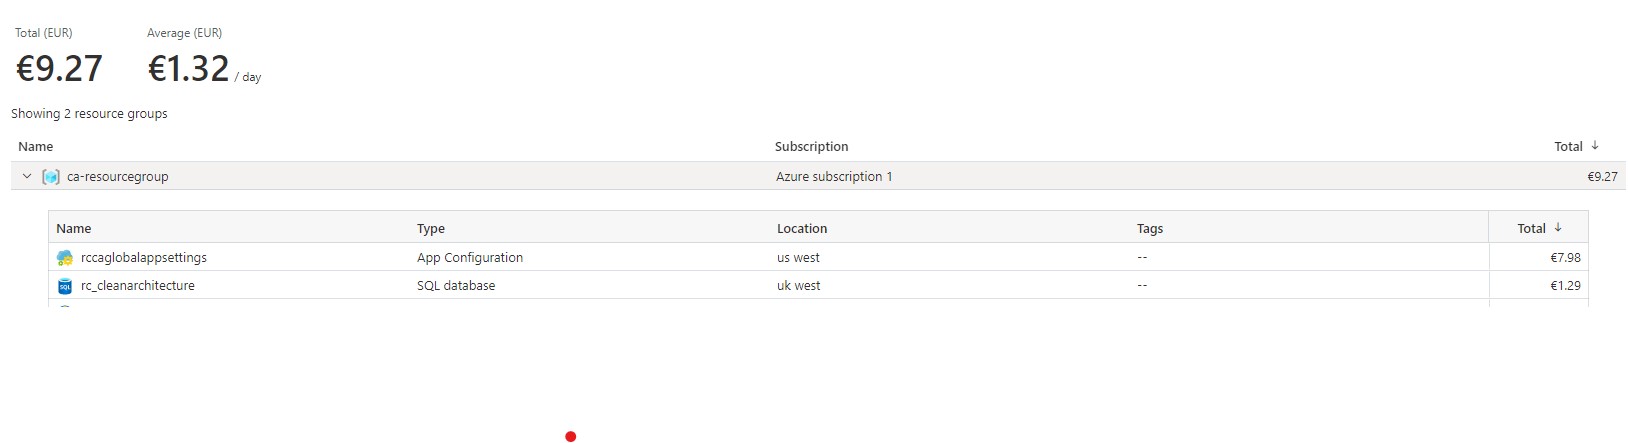 Total (EUR) Average (EUR)
€9.27 €1.32 / day
Showing 2 resource groups
Name Subscription Total ↓
ca-resourcegroup Azure subscription 1 €9.27
Name Type Location Tags Total ↓
rccaglobalappsettings App Configuration us west -- €7.98
SQL rc_cleanarchitecture SQL database uk west -- €1.29